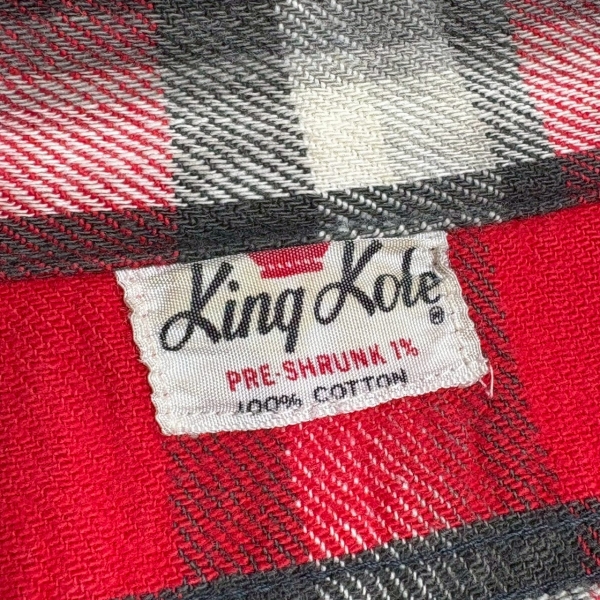 King Kole ®
PRE-SHRUNK 1%
100% COTTON